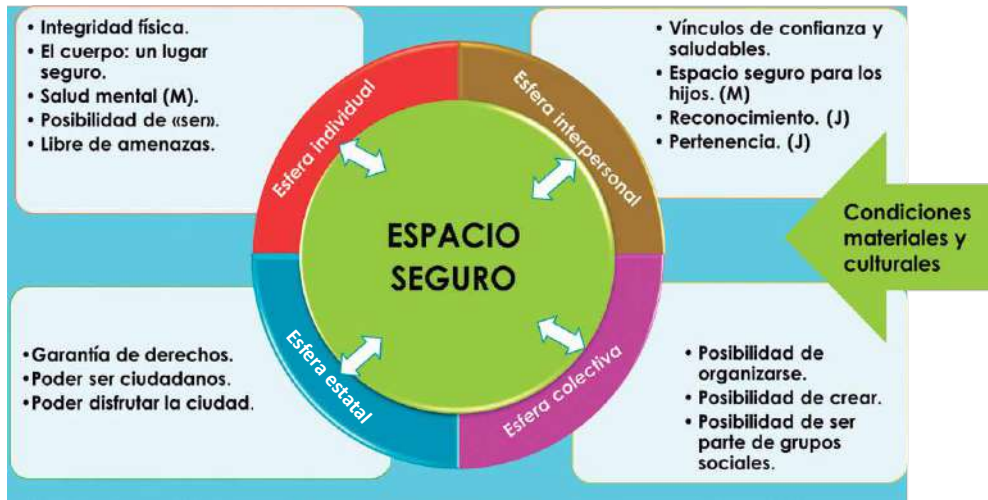 • Integridad física.
• El cuerpo: un lugar
seguro.
• Salud mental (M).
• Posibilidad de «ser».
• Libre de amenazas.
• Vínculos de confianza y
saludables.
• Espacio seguro para los
hijos. (M)
• Reconocimiento. (J)
• Pertenencia. (J)
Esfera individual
Esfera interpersonal
ESPACIO
SEGURO
Condiciones
materiales y
culturales
Esfera estatal
Esfera colectiva
•Garantía de derechos.
•Poder ser ciudadanos.
•Poder disfrutar la ciudad.
• Posibilidad de
organizarse.
• Posibilidad de crear.
• Posibilidad de ser
parte de grupos
sociales.